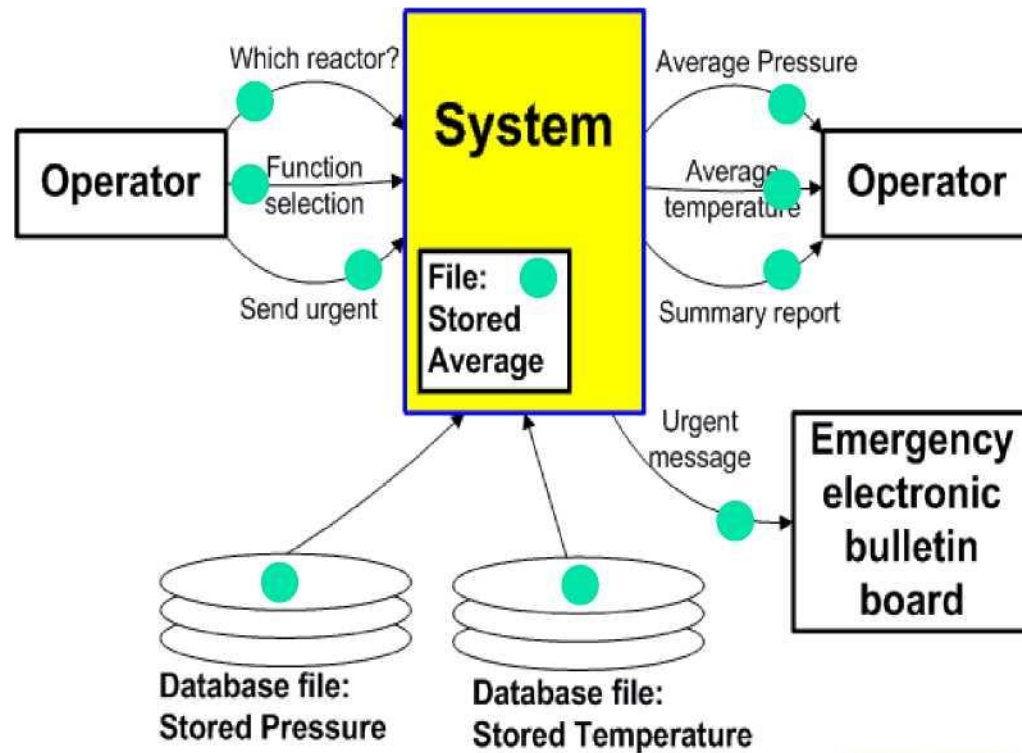 Which reactor?
Operator
Function
selection
Send urgent
System
File:
Stored
Average
Average Pressure
Average
temperature
Summary report
Operator
Urgent
message
Emergency
electronic
bulletin
board
Database file:
Stored Pressure
Database file:
Stored Temperature